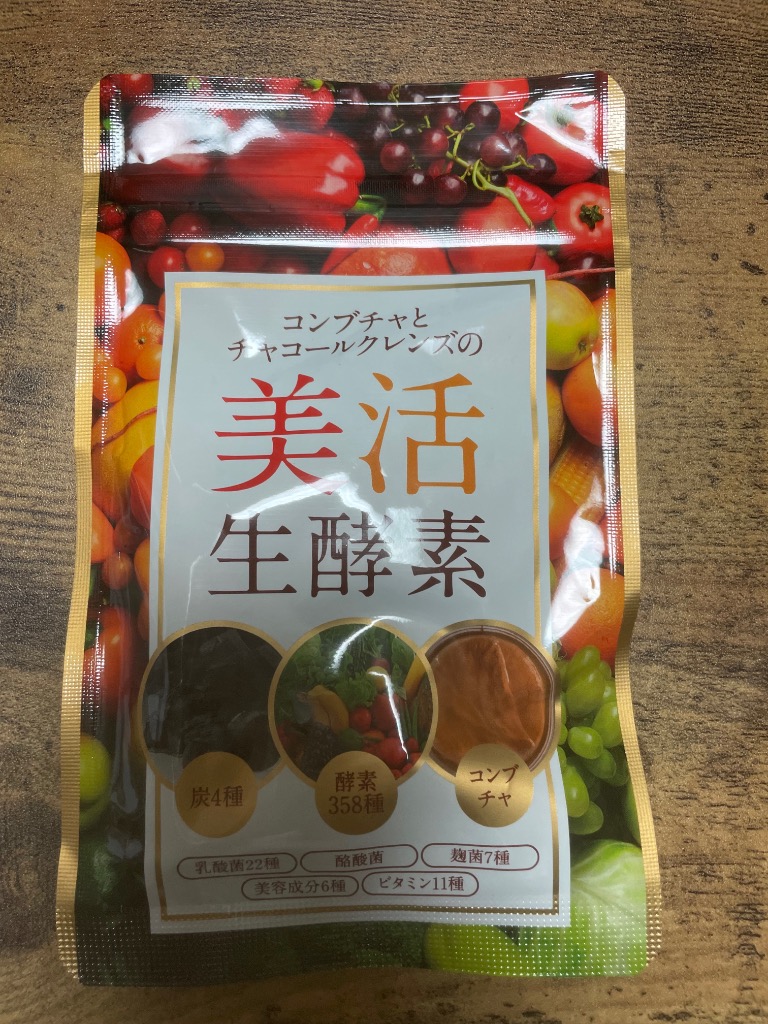 コンブチャと
チャコールクレンズの
美活
生酵素
炭4種
酵素
358種
コンブ
チャ
乳酸菌22種
酪酸菌
麹菌7種
美容成分6種
ビタミン11種